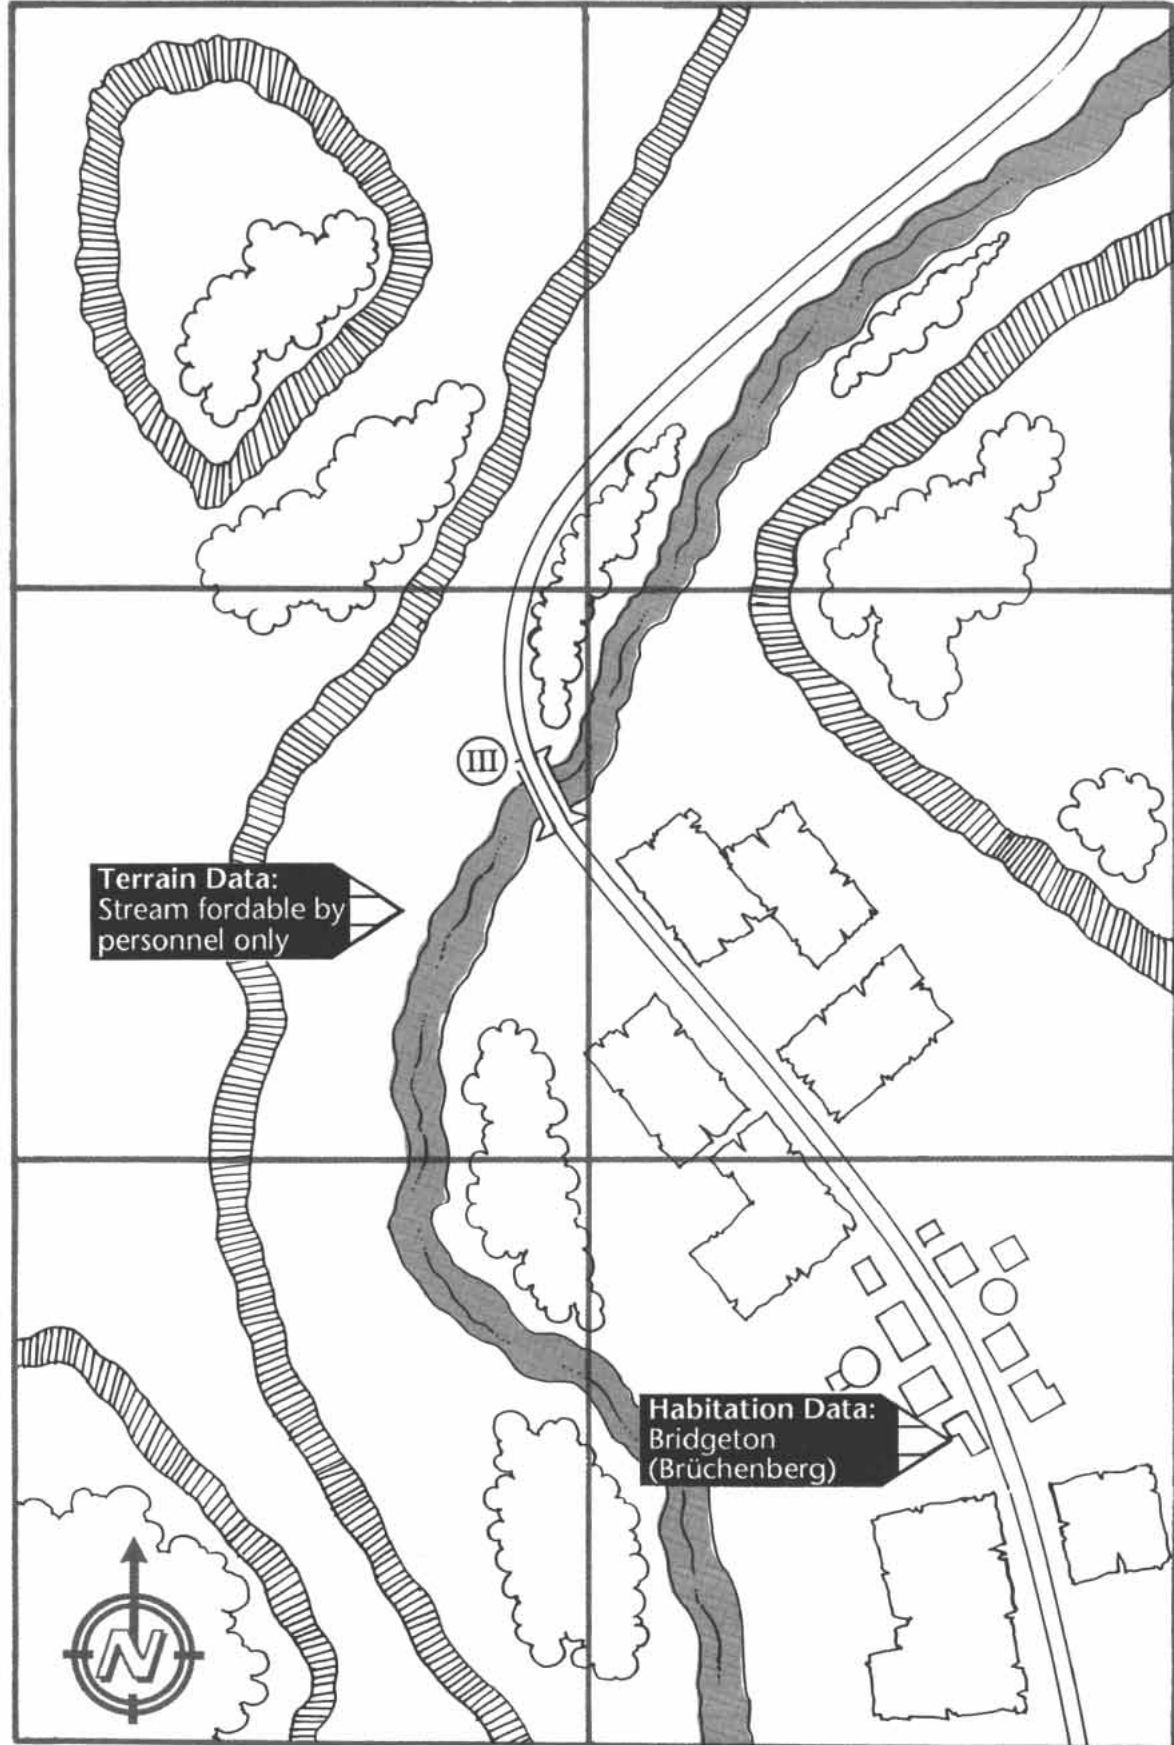 III
Terrain Data:
Stream fordable by
personnel only
Habitation Data:
Bridgeton
(Brüchenberg)
N